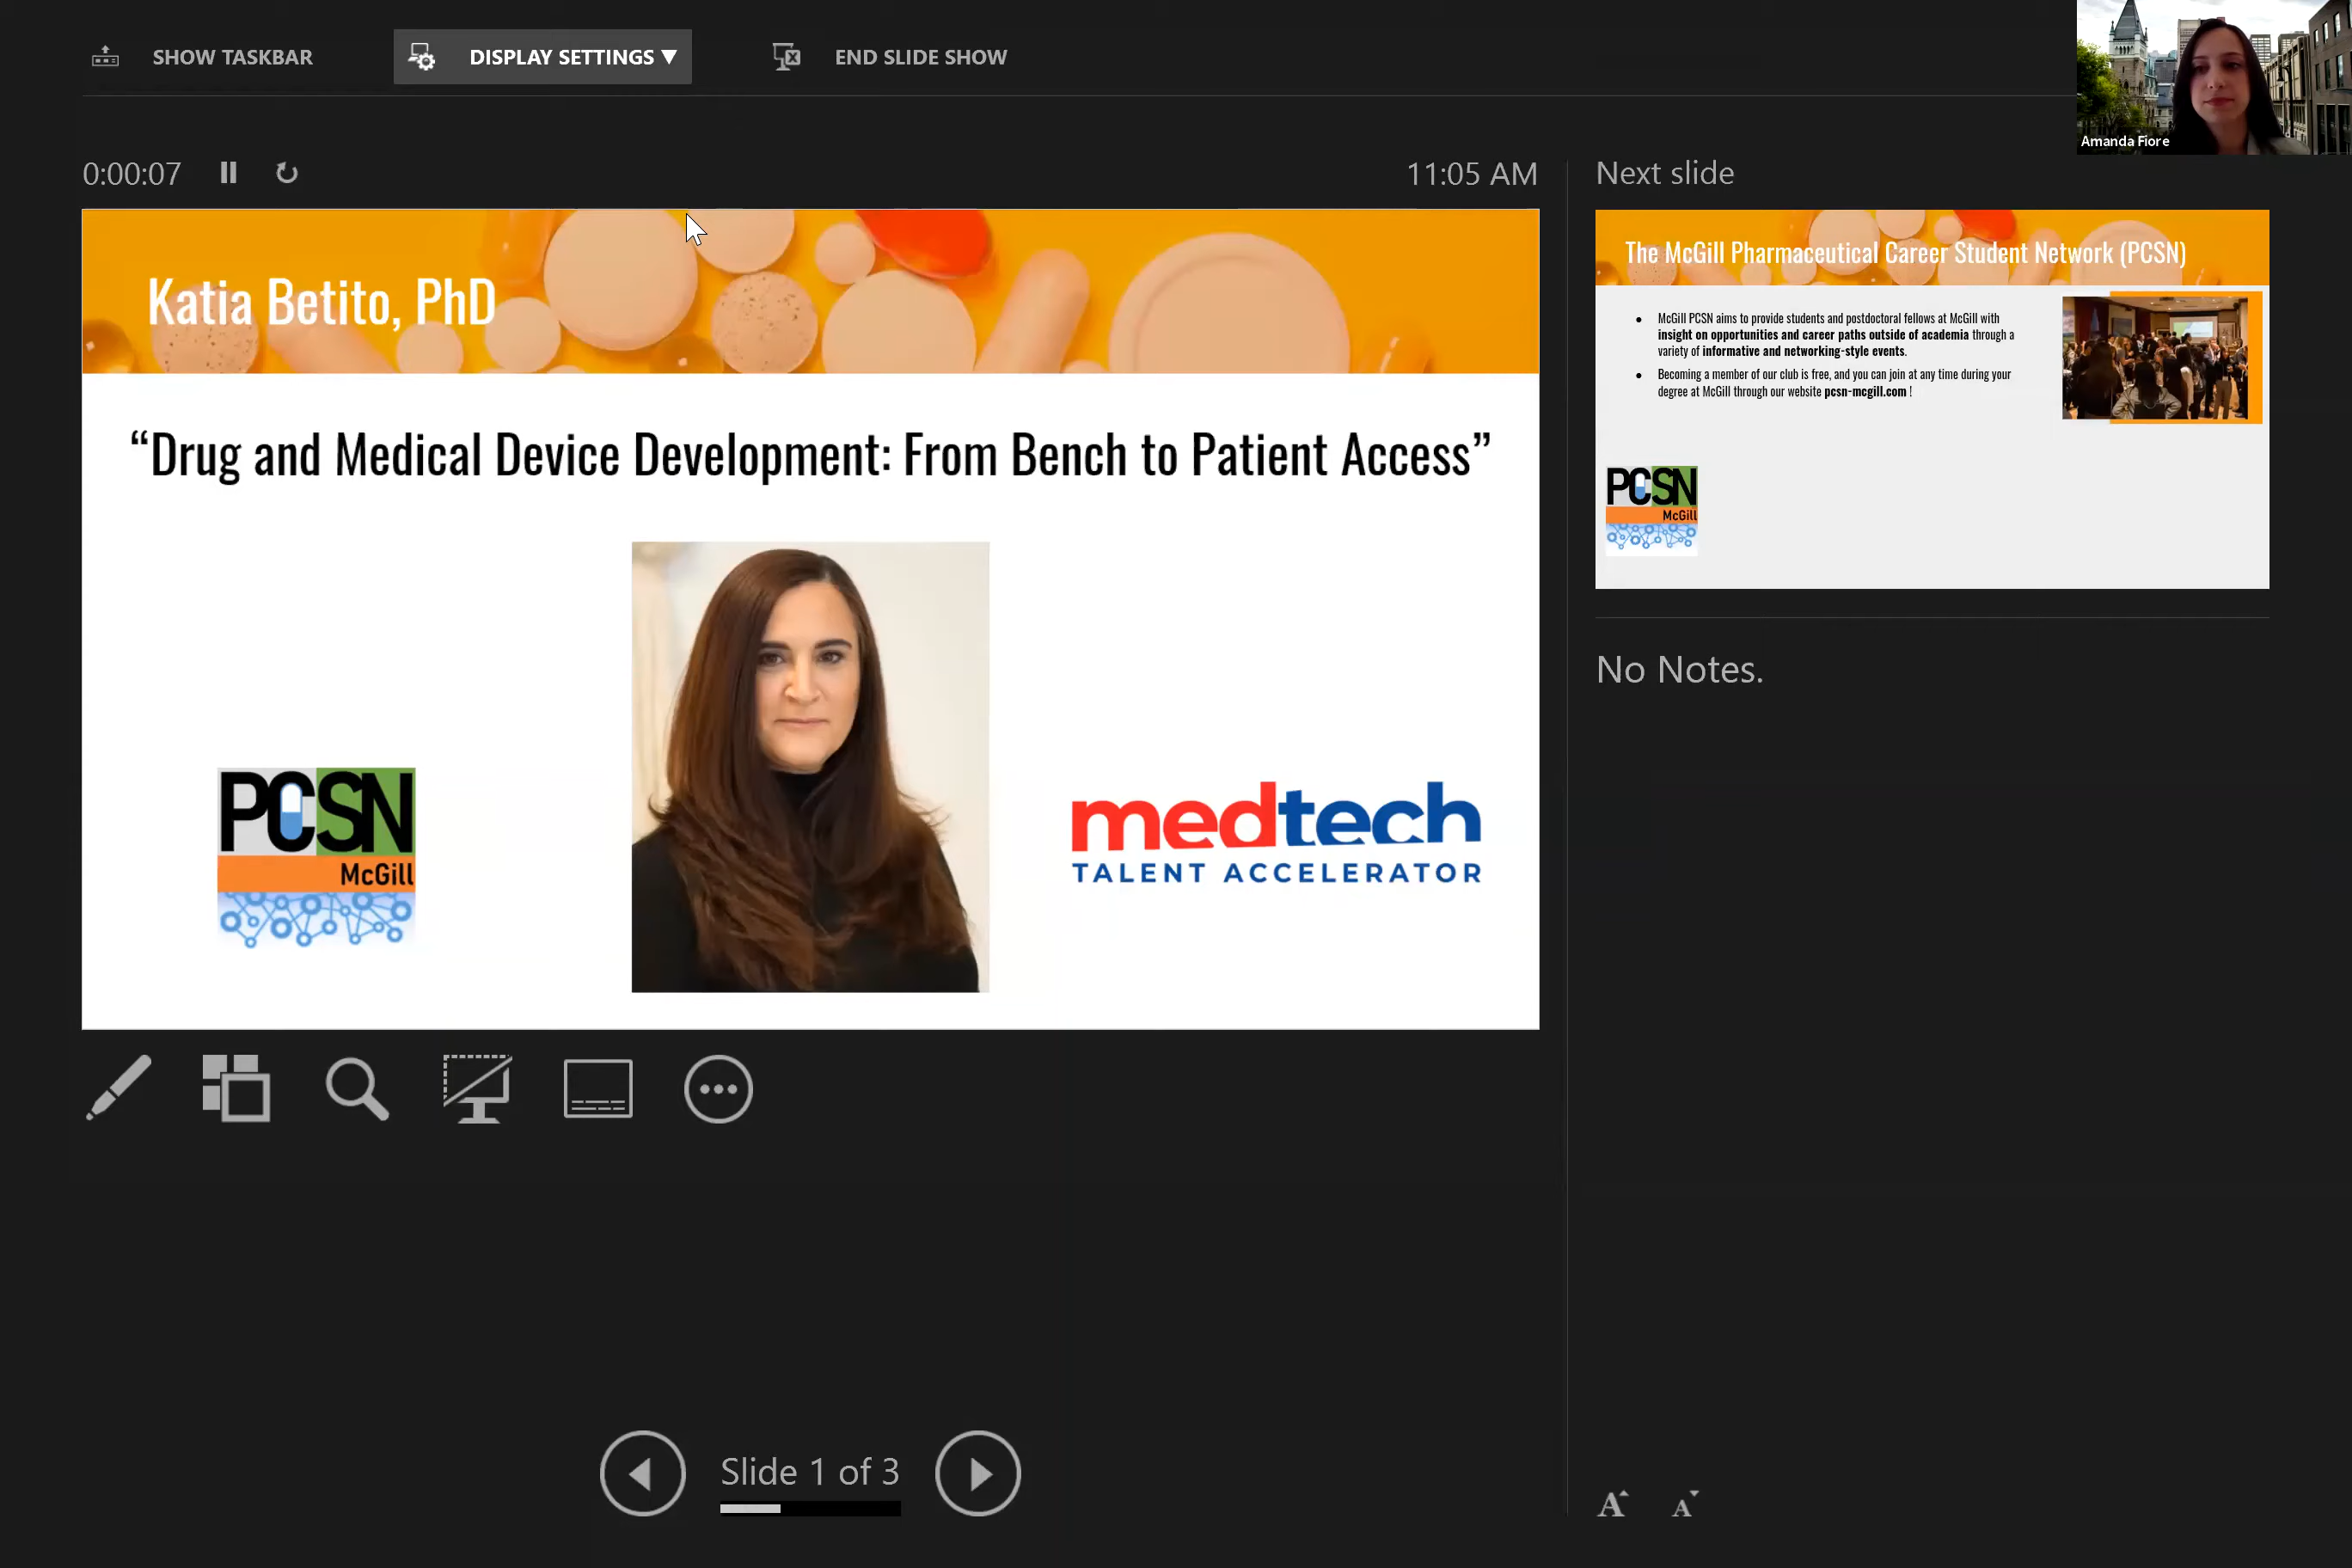 SHOW TASKBAR
DISPLAY SETTINGS ▼
END SLIDE SHOW
Amanda Fiore
0:00:07
11:05 AM
Next slide
Katia Betito, PhD
“Drug and Medical Device Development: From Bench to Patient Access”
PCSN
McGill
medtech
TALENT ACCELERATOR
The McGill Pharmaceutical Career Student Network (PCSN)
• McGill PCSN aims to provide students and postdoctoral fellows at McGill with
insight on opportunities and career paths outside of academia through a
variety of informative and networking-style events.
• Becoming a member of our club is free, and you can join at any time during your
degree at McGill through our website pcsn-mcgill.com !
PCSN
McGill
No Notes.
Slide 1 of 3
A A